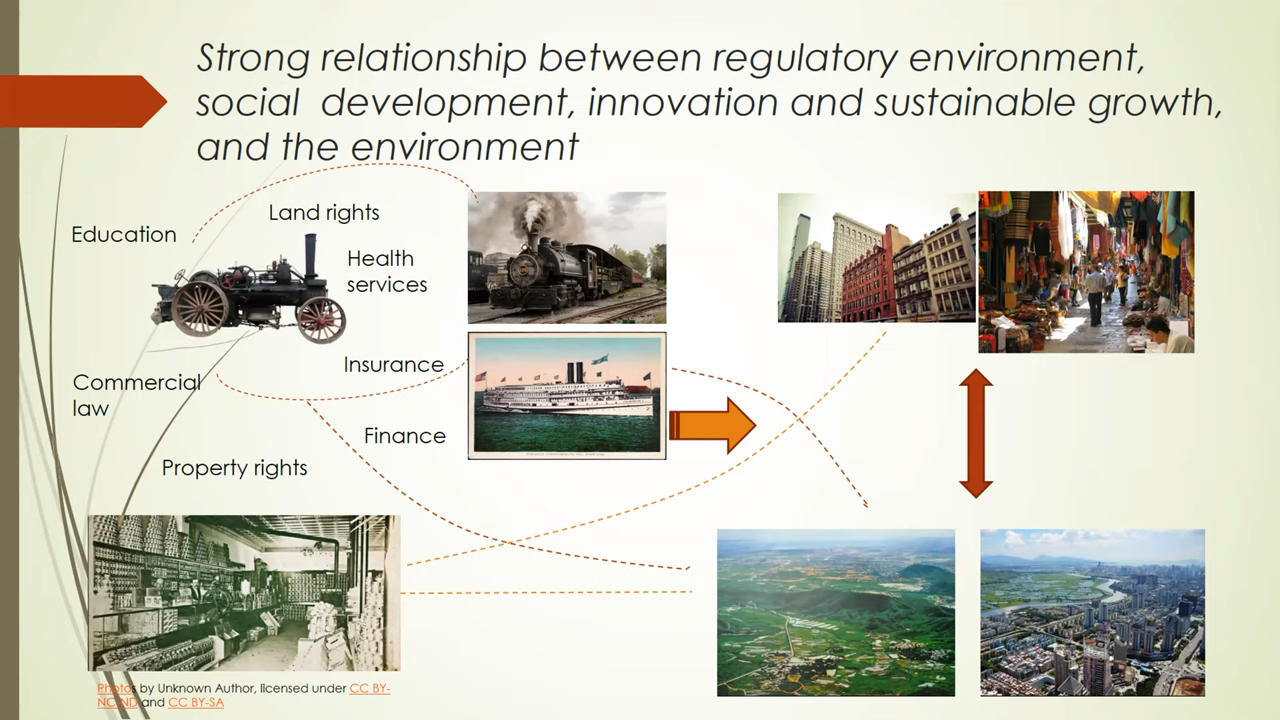 Strong relationship between regulatory environment,
social development, innovation and sustainable growth,
and the environment
Land rights
Education
Health
services
Insurance
Commercial
law
Finance
Property rights
Photos by Unknown Author, licensed under CC BY-
NC-ND and CC BY-SA